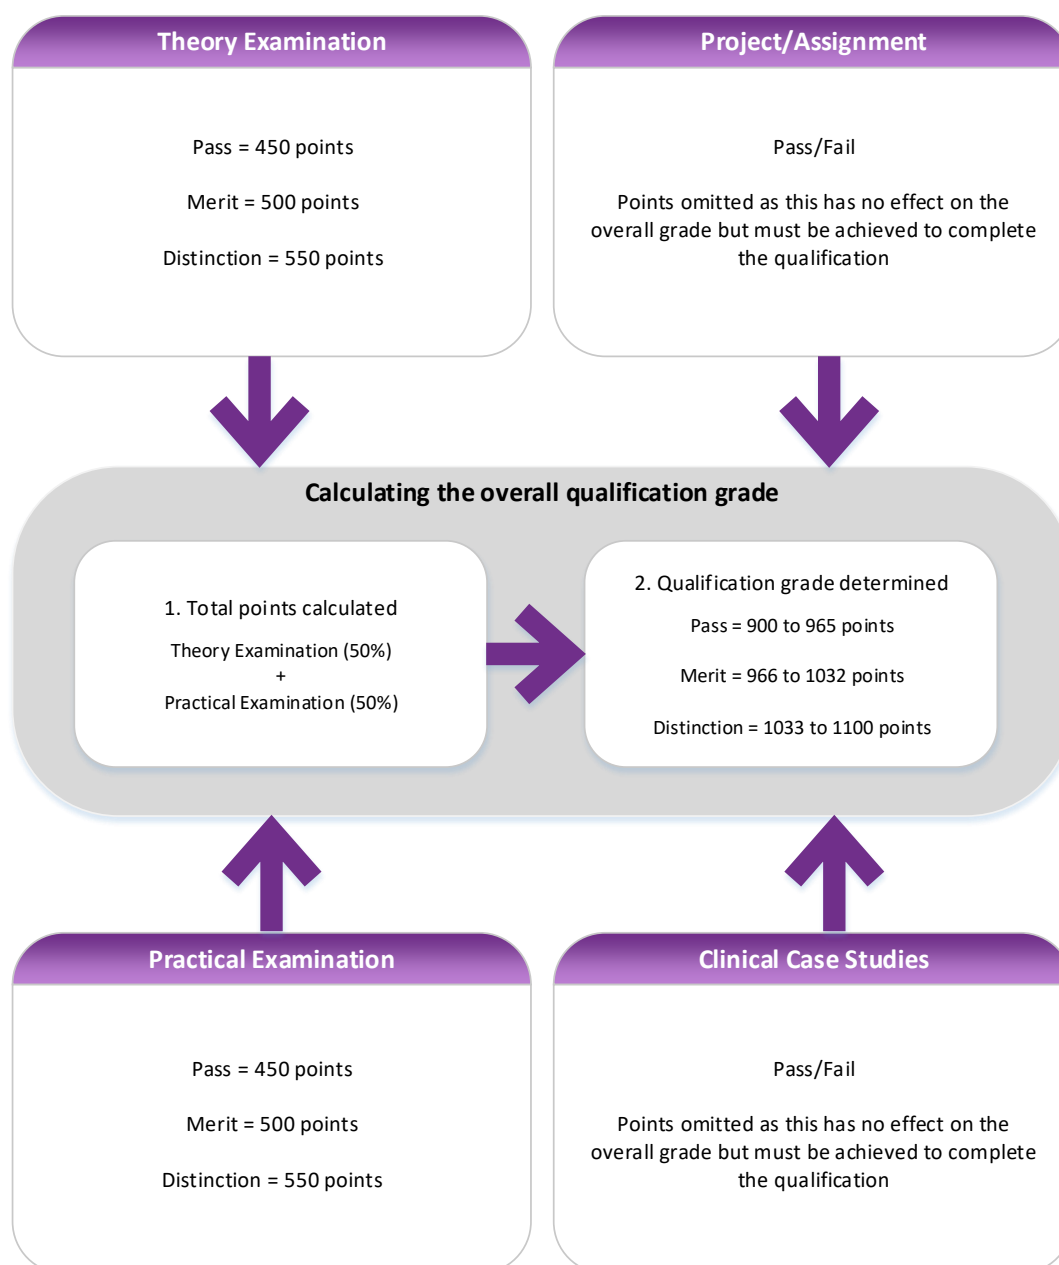 Theory Examination
Pass = 450 points
Merit = 500 points
Distinction = 550 points
Project/Assignment
Pass/Fail
Points omitted as this has no effect on the
overall grade but must be achieved to complete
the qualification
Calculating the overall qualification grade
1. Total points calculated
Theory Examination (50%)
+
Practical Examination (50%)
2. Qualification grade determined
Pass = 900 to 965 points
Merit = 966 to 1032 points
Distinction = 1033 to 1100 points
Practical Examination
Pass = 450 points
Merit = 500 points
Distinction = 550 points
Clinical Case Studies
Pass/Fail
Points omitted as this has no effect on the
overall grade but must be achieved to complete
the qualification